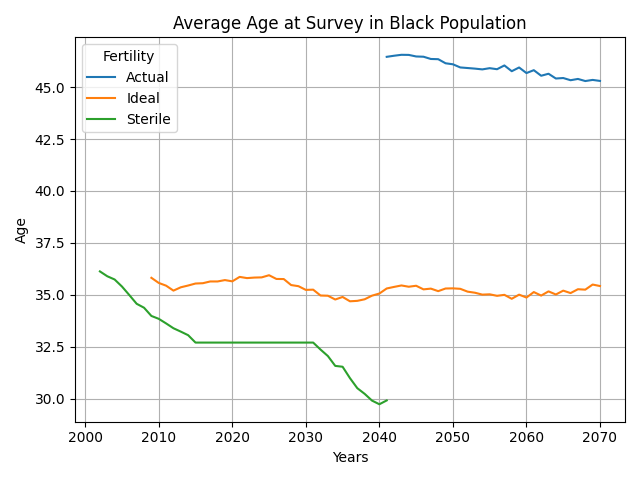 Average Age at Survey in Black Population
Fertility
Actual
Ideal
Sterile
45.0
42.5
40.0
37.5
35.0
32.5
30.0
Age
2000 2010 2020 2030 2040 2050 2060 2070
Years